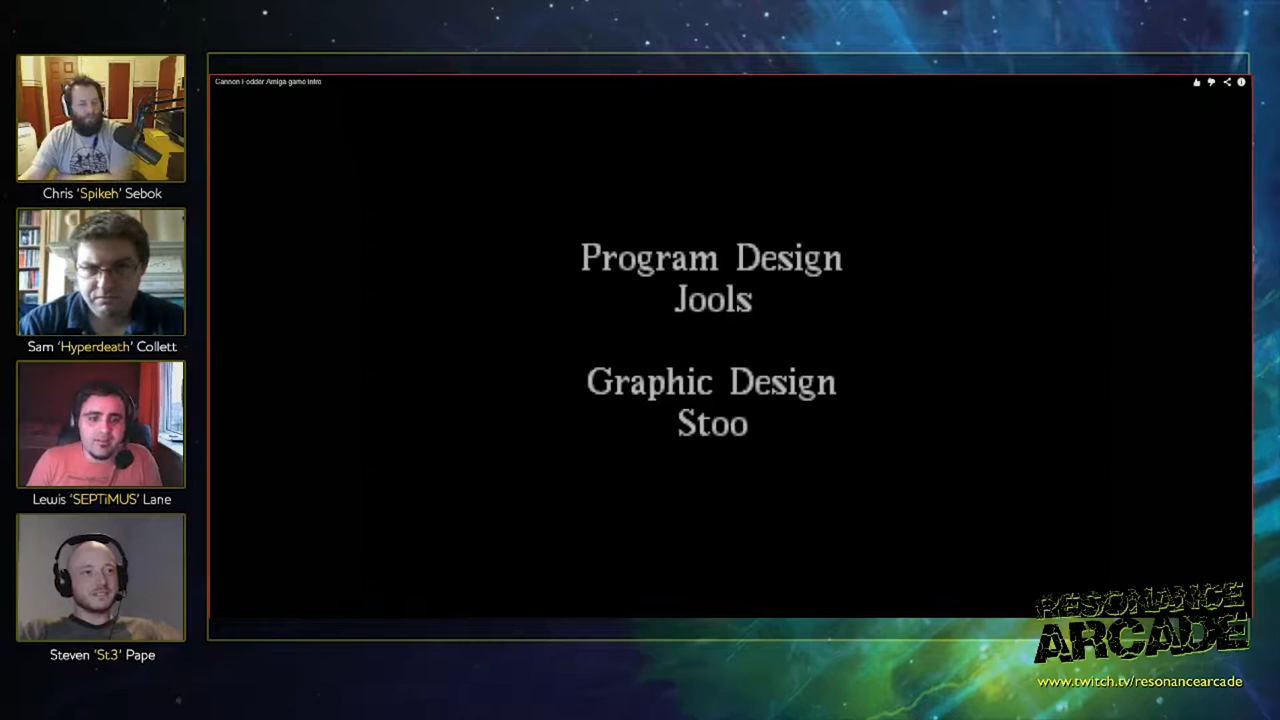 Cannon Fodder Amiga game intro
Program Design
Jools
Graphic Design
Stoo
Chris 'Spikeh' Sebok
Sam 'Hyperdeath' Collett
Lewis 'SEPTiMUS' Lane
Steven 'St3' Pape
RESONANCE
ARCADE
www.twitch.tv/resonancearcade